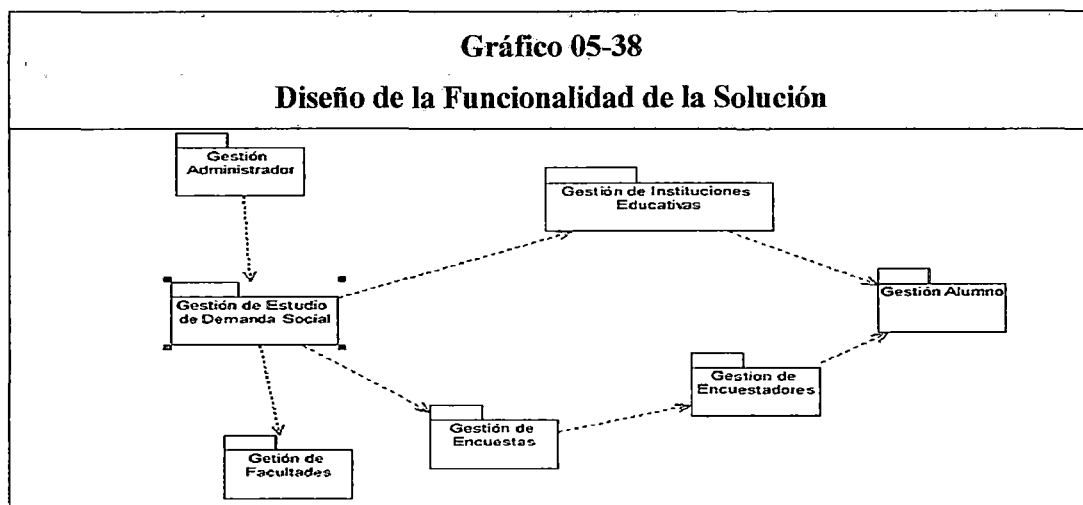 Gráfico 05-38
Diseño de la Funcionalidad de la Solución
Gestión
Administrador
Gestión de Instituciones
Educativas
Gestión de Estudio
de Demanda Social
Gestión Alumno
Gestion de
Encuestadores
Gestión de
Encuestas
Getión de
Facultades